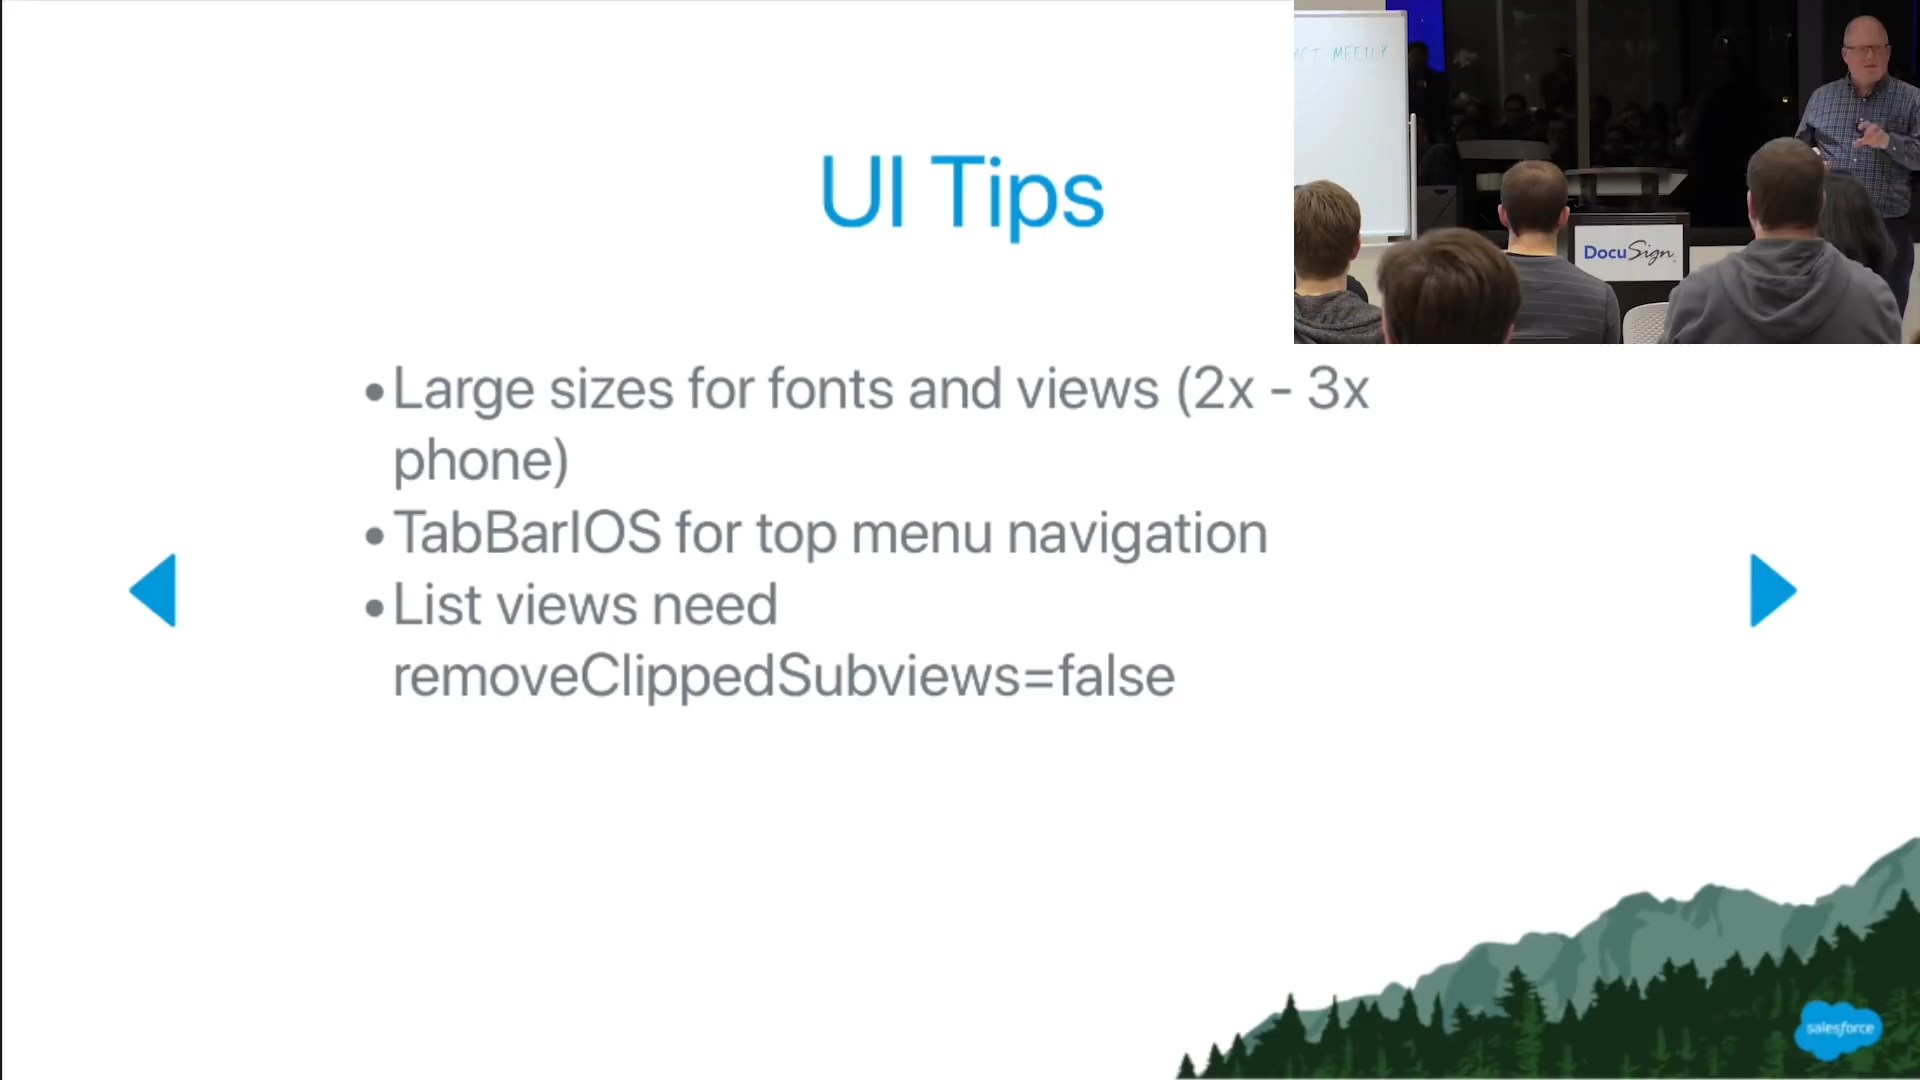 UI Tips
MEETUP
DocuSign
•Large sizes for fonts and views (2x - 3x
phone)
•TabBarIOS for top menu navigation
•List views need
removeClippedSubviews=false
salesforce